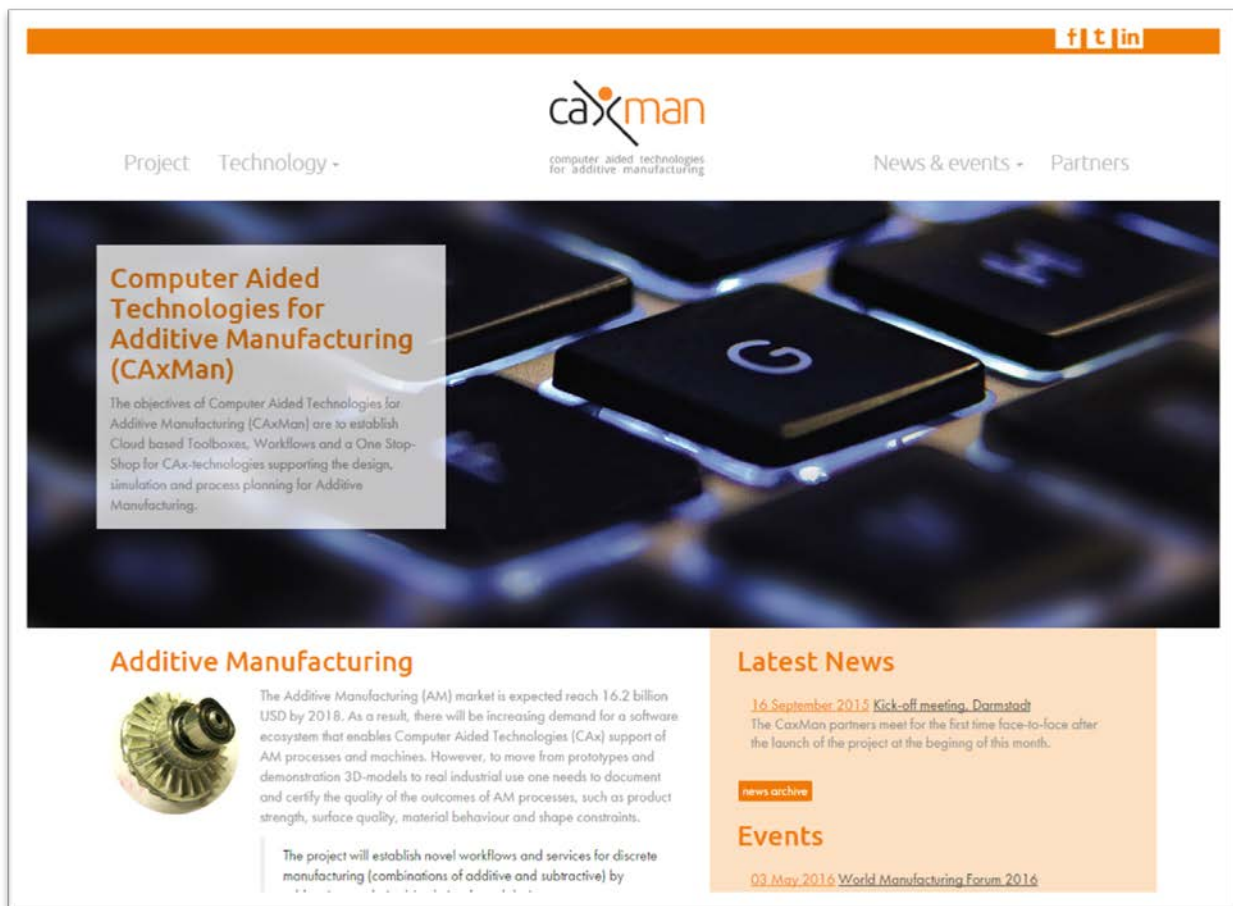 f t in
caxman
computer aided technologies
for additive manufacturing
Project Technology News & events Partners
Computer Aided
Technologies for
Additive Manufacturing
(CAxMan)
The objectives of Computer Aided Technologies for
Additive Manufacturing (CAxMan) are to establish
Cloud based Toolboxes, Workflows and a One Stop-
Shop for CAx-technologies supporting the design,
simulation and process planning for Additive
Manufacturing.
G
H
Additive Manufacturing
The Additive Manufacturing (AM) market is expected reach 16.2 billion
USD by 2018. As a result, there will be increasing demand for a software
ecosystem that enables Computer Aided Technologies (CAx) support of
AM processes and machines. However, to move from prototypes and
demonstration 3D-models to real industrial use one needs to document
and certify the quality of the outcomes of AM processes, such as product
strength, surface quality, material behaviour and shape constraints.
The project will establish novel workflows and services for discrete
manufacturing (combinations of additive and subtractive) by
Latest News
16 September 2015 Kick-off meeting, Darmstadt
The CaxMan partners meet for the first time face-to-face after
the launch of the project at the beginng of this month.
news archive
Events
03 May 2016 World Manufacturing Forum 2016